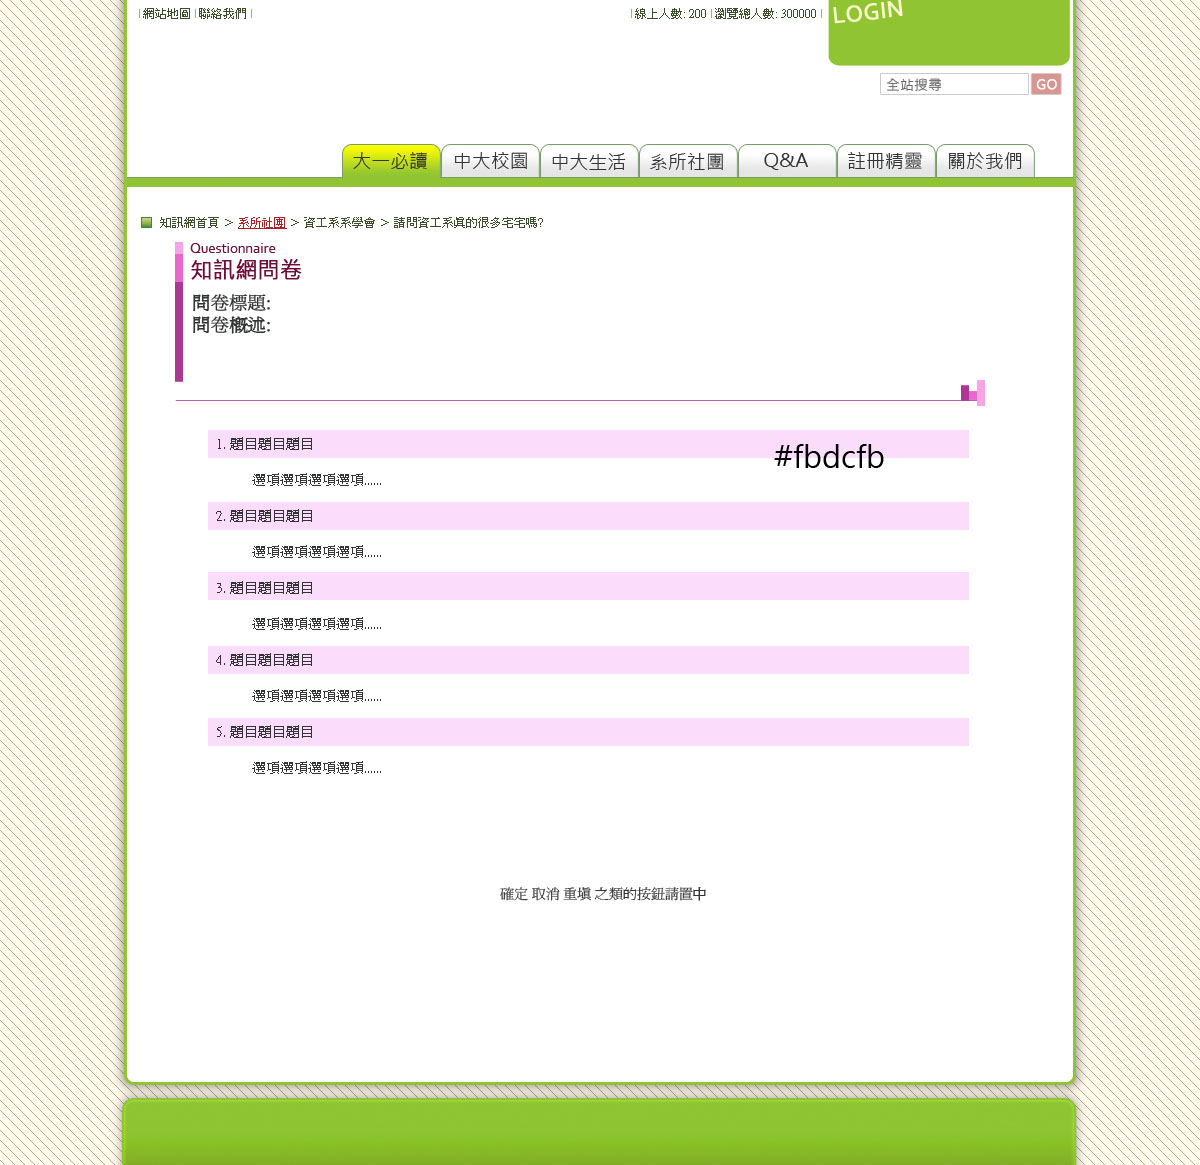 網站地圖 聯絡我們
線上人數: 200 瀏覽總人數: 300000
LOGIN
全站搜尋 GO
大一必讀 中大校園 中大生活 系所社團 Q&A 註冊精靈 關於我們
知訊網首頁 > 系所社團 > 資工系系學會 > 請問資工系真的很多宅宅嗎?
Questionnaire
知訊網問卷
問卷標題:
問卷概述:
1. 題目題目題目
#fbdcfb
選項選項選項選項......
2. 題目題目題目
選項選項選項選項......
3. 題目題目題目
選項選項選項選項......
4. 題目題目題目
選項選項選項選項......
5. 題目題目題目
選項選項選項選項......
確定 取消 重填 之類的按鈕請置中